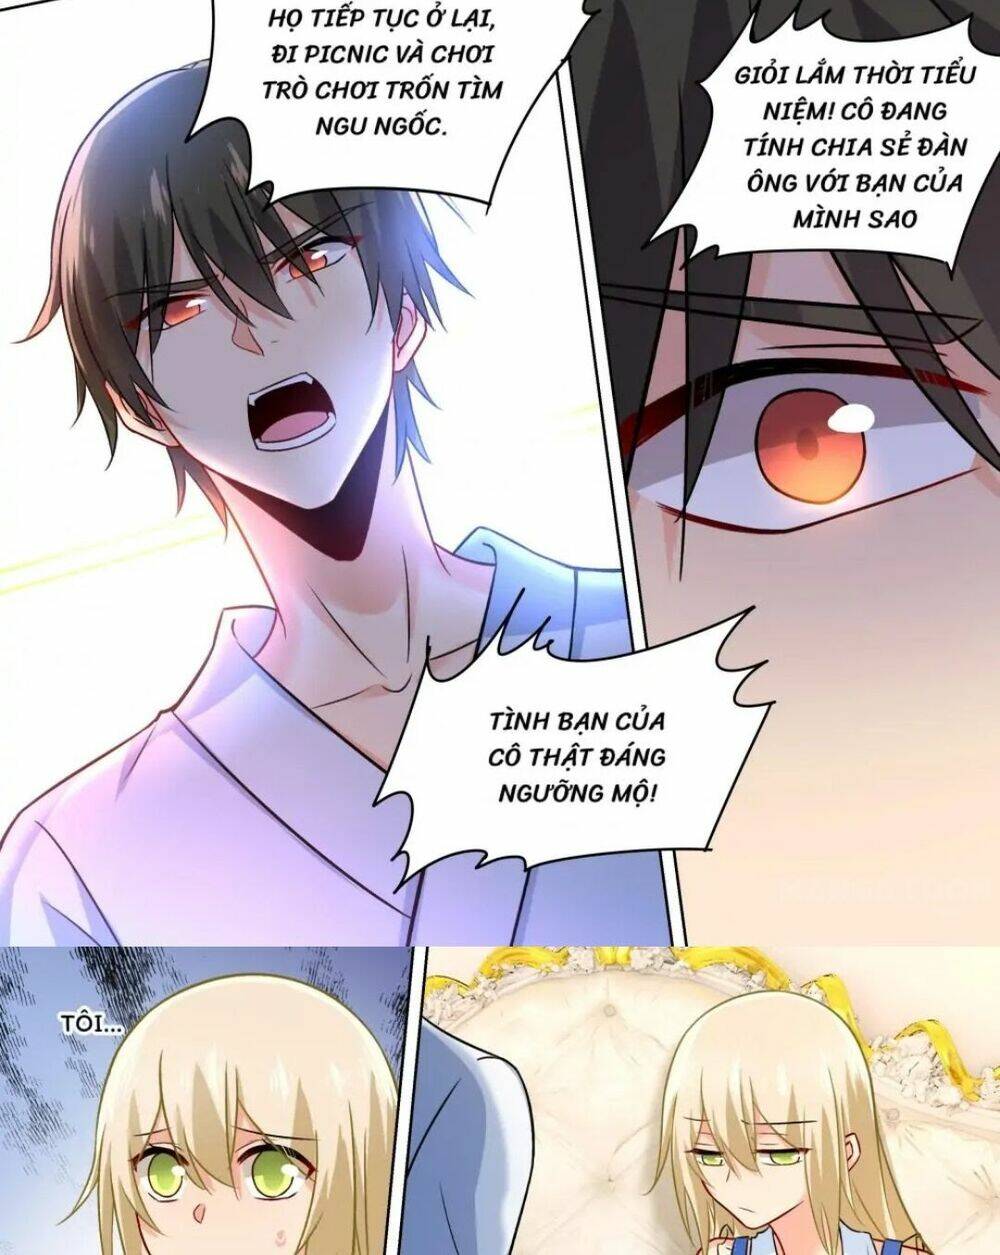 HỌ TIẾP TỤC Ở LẠI,
ĐI PICNIC VÀ CHƠI
TRÒ CHƠI TRỐN TÌM
NGU NGỐC.
GIỎI LẮM THỜI TIỂU
NIỆM! CÔ ĐANG
TÍNH CHIA SẺ ĐÀN
ÔNG VỚI BẠN CỦA
MÌNH SAO
TÌNH BẠN CỦA
CÔ THẬT ĐÁNG
NGƯỠNG MỘ!
TÔI...